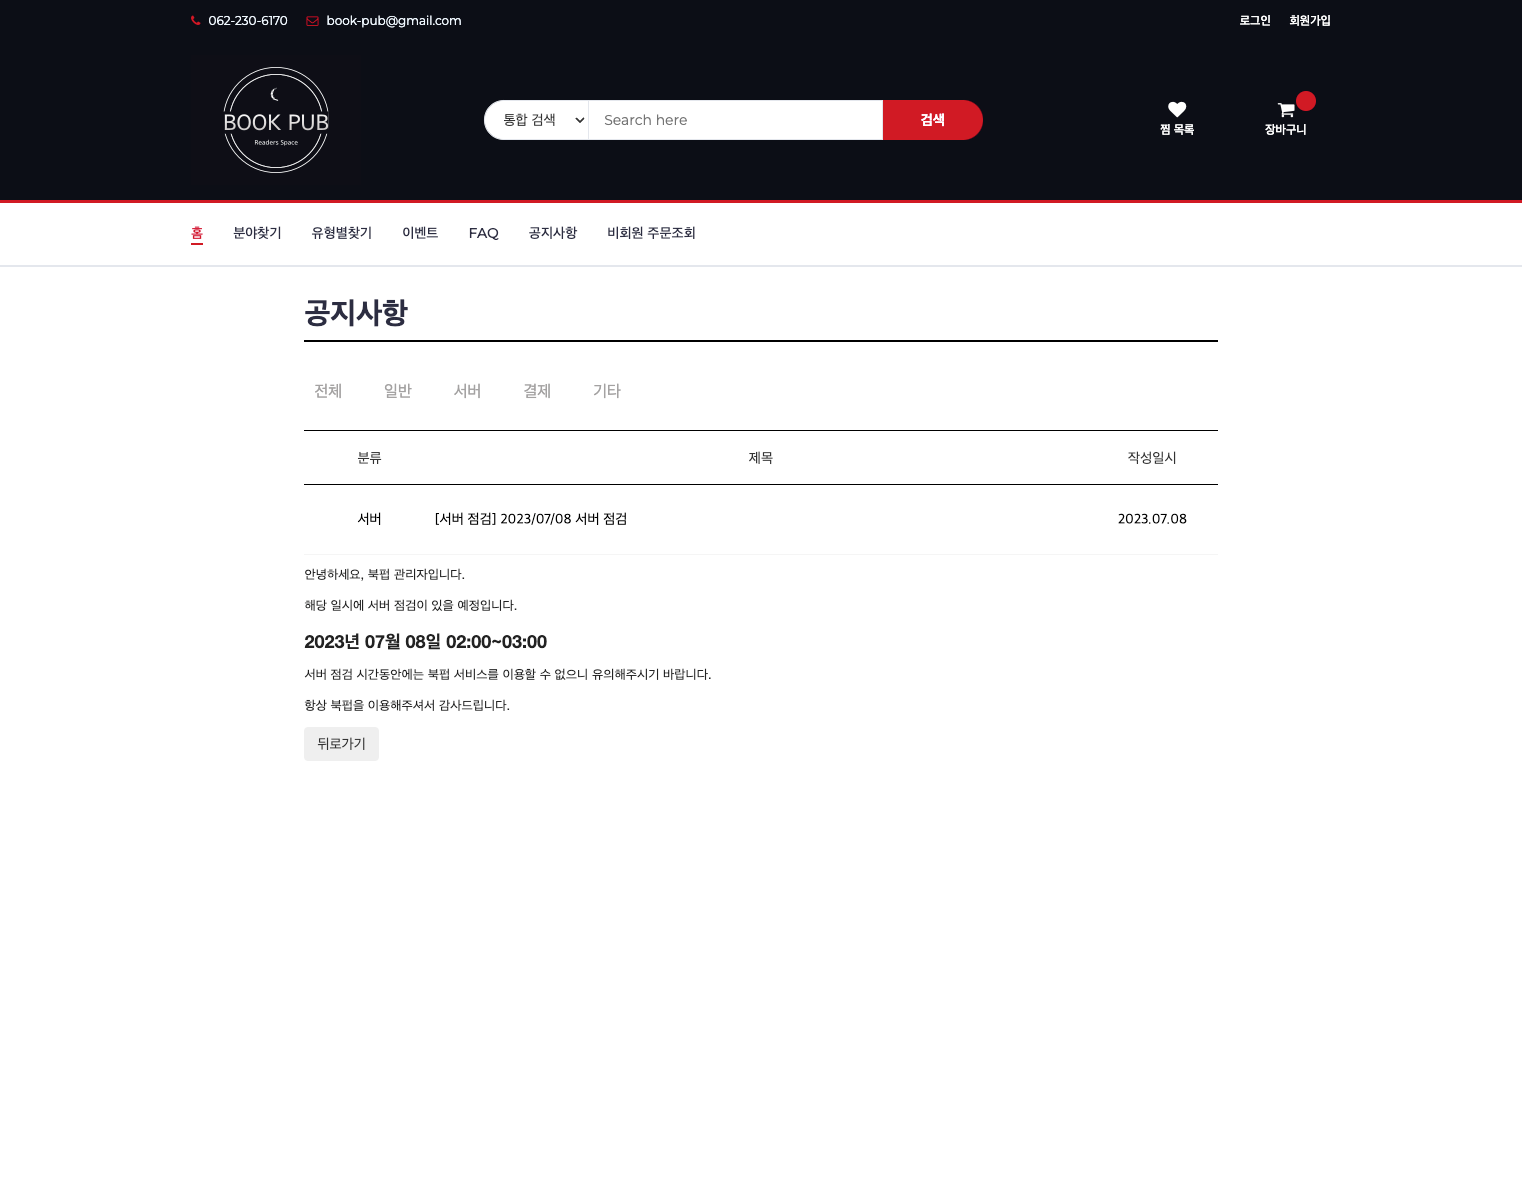 062-230-6170 book-pub@gmail.com 로그인 회원가입
BOOK PUB
Readers Space
통합 검색 Search here 검색
찜 목록 장바구니
홈 분야찾기 유형별찾기 이벤트 FAQ 공지사항 비회원 주문조회
공지사항
전체 일반 서버 결제 기타
분류 제목 작성일시
서버 [서버 점검] 2023/07/08 서버 점검 2023.07.08
안녕하세요, 북펍 관리자입니다.
해당 일시에 서버 점검이 있을 예정입니다.
2023년 07월 08일 02:00~03:00
서버 점검 시간동안에는 북펍 서비스를 이용할 수 없으니 유의해주시기 바랍니다.
항상 북펍을 이용해주셔서 감사드립니다.
뒤로가기